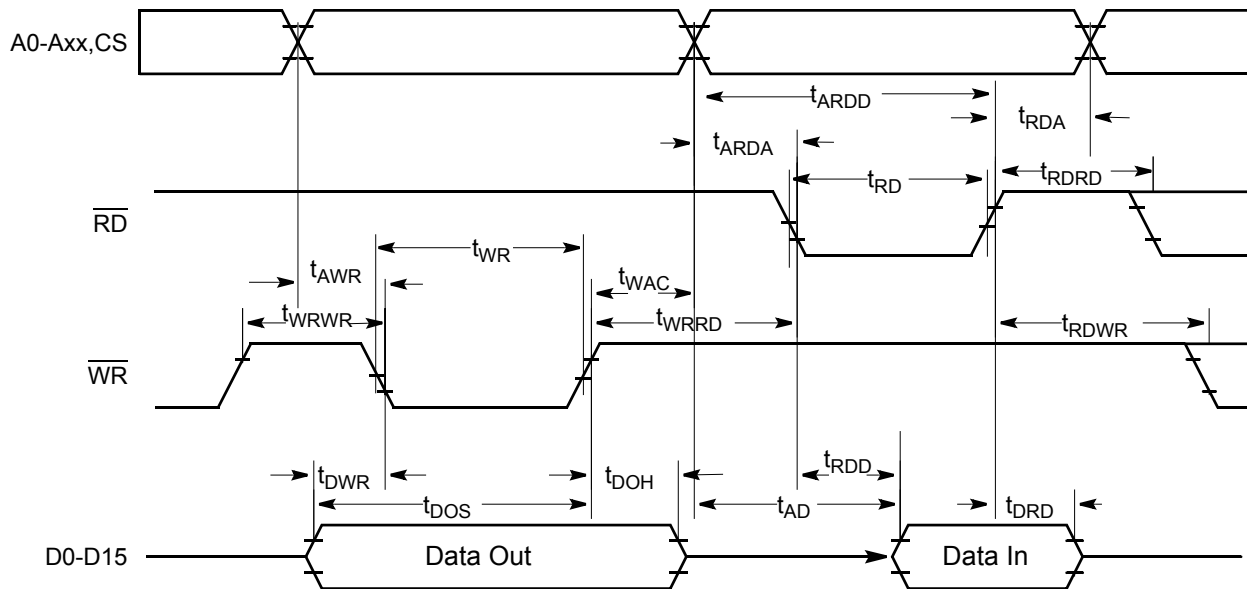 A0-Axx,CS
tARDD
tRDA
tARDA
tRD
tRDRD
RD
tWR
tAWR
tWAC
tWRWR
tWRRD
tRDWR
WR
tRDD
tDWR
tDOH
tDOS
tAD
tDRD
D0-D15
Data Out
Data In